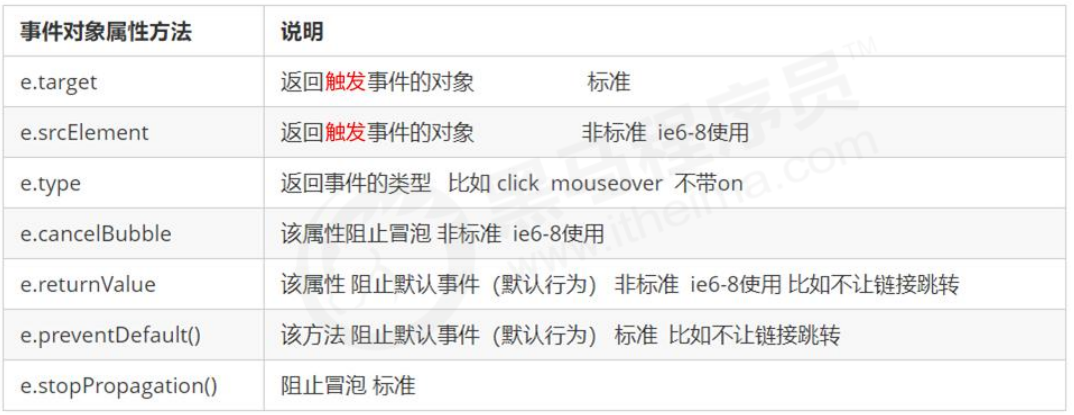 事件对象属性方法 说明
e.target 返回触发事件的对象 标准
e.srcElement 返回触发事件的对象 非标准 ie6-8使用
e.type 返回事件的类型 比如 click mouseover 不带on
e.cancelBubble 该属性阻止冒泡 非标准 ie6-8使用
e.returnValue 该属性 阻止默认事件（默认行为） 非标准 ie6-8使用 比如不让链接跳转
e.preventDefault() 该方法 阻止默认事件（默认行为） 标准 比如不让链接跳转
e.stopPropagation() 阻止冒泡 标准
黑马程序员™
www.itheima.com